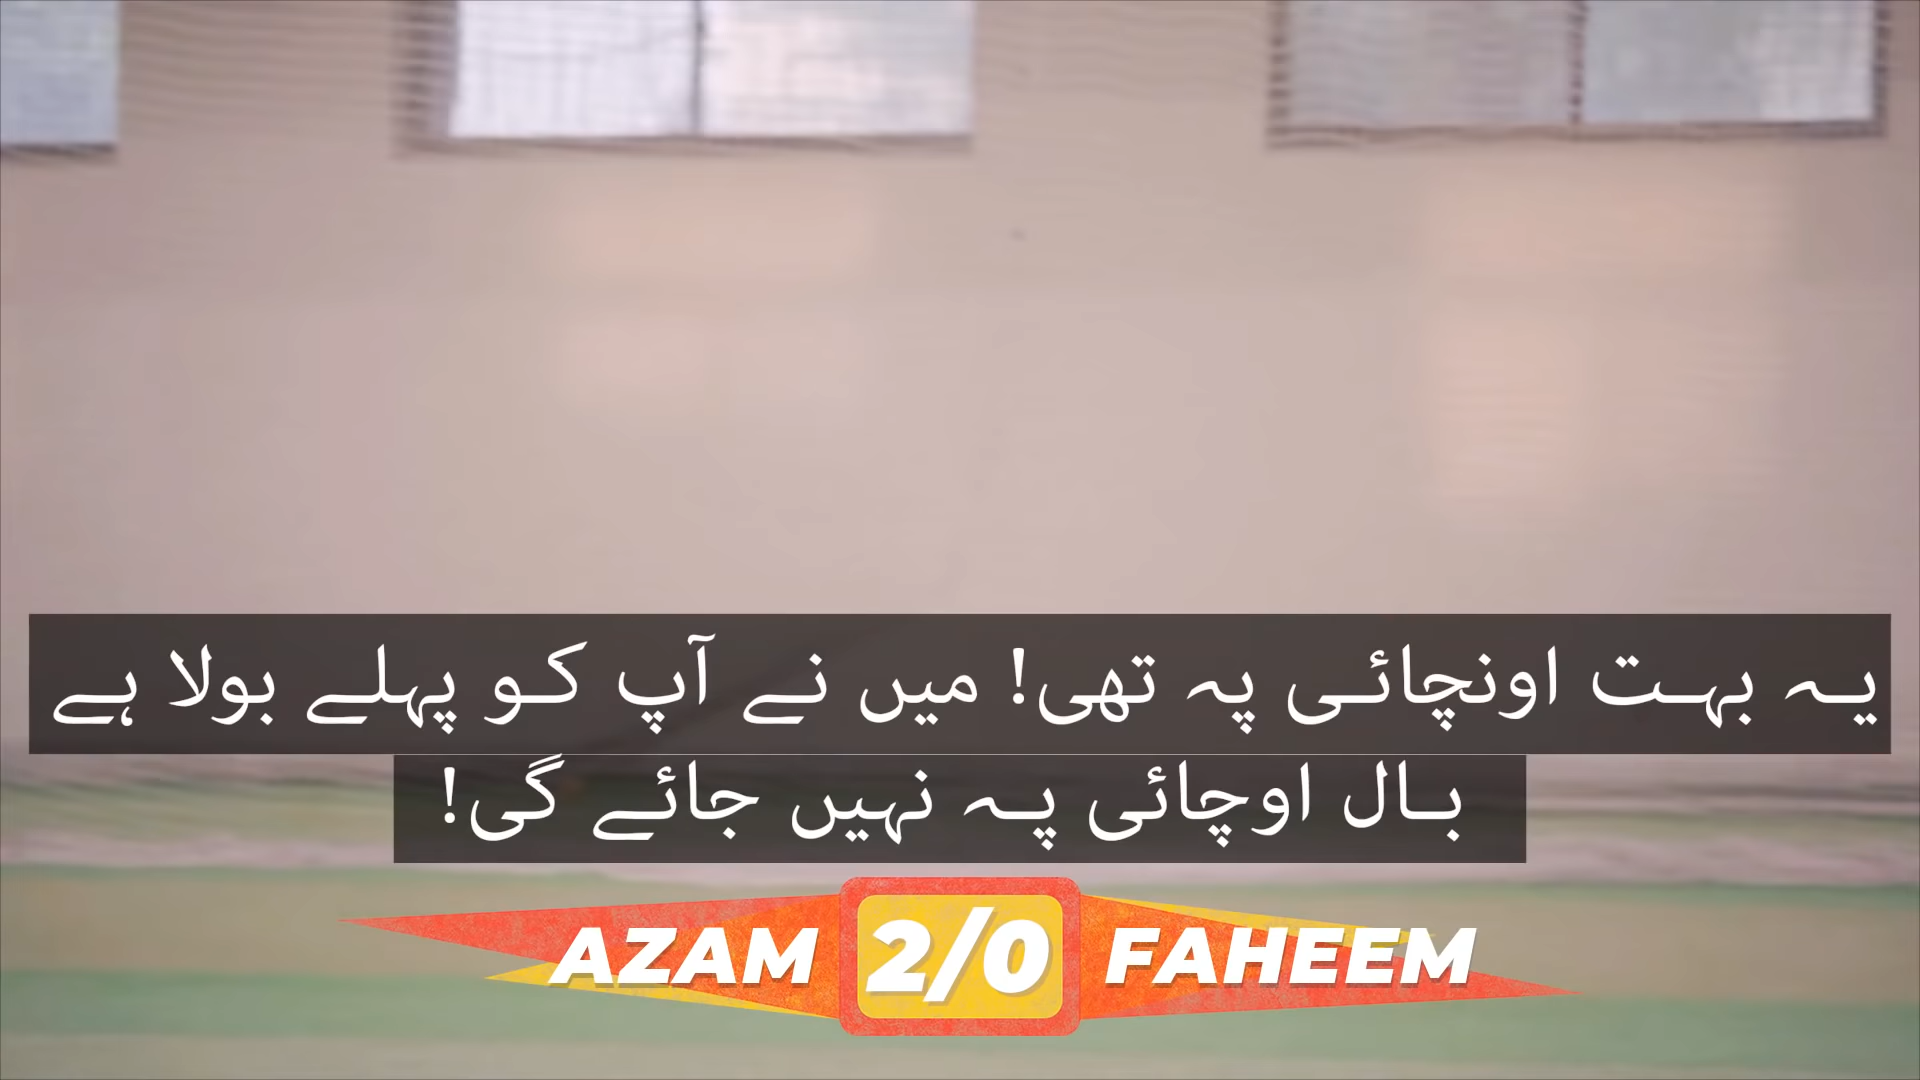 یہ بہت اونچائی پہ تھی! میں نے آپ کو پہلے بولا ہے
بال اوچائی پہ نہیں جائے گی!
AZAM 2/0 FAHEEM